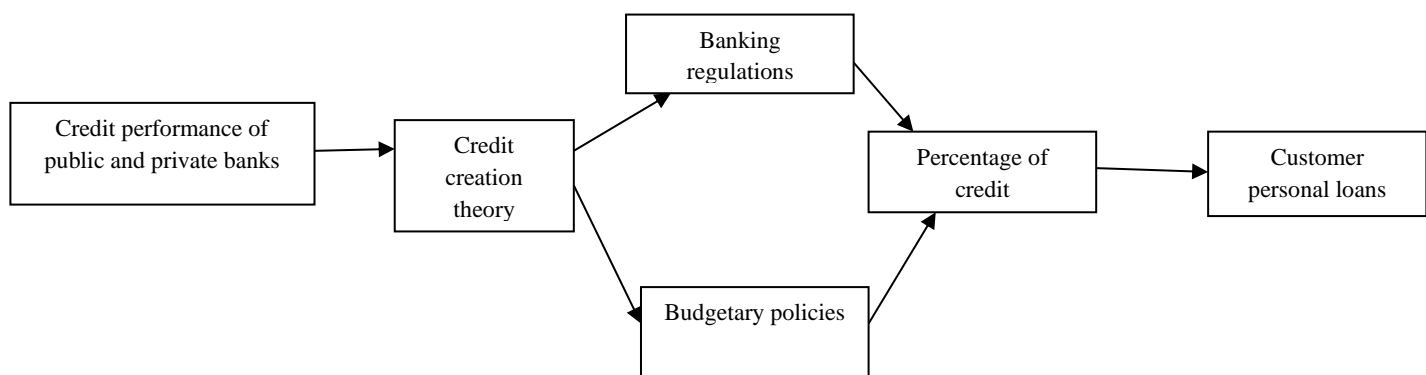 Credit performance of
public and private banks
Credit
creation
theory
Banking
regulations
Budgetary policies
Percentage of
credit
Customer
personal loans